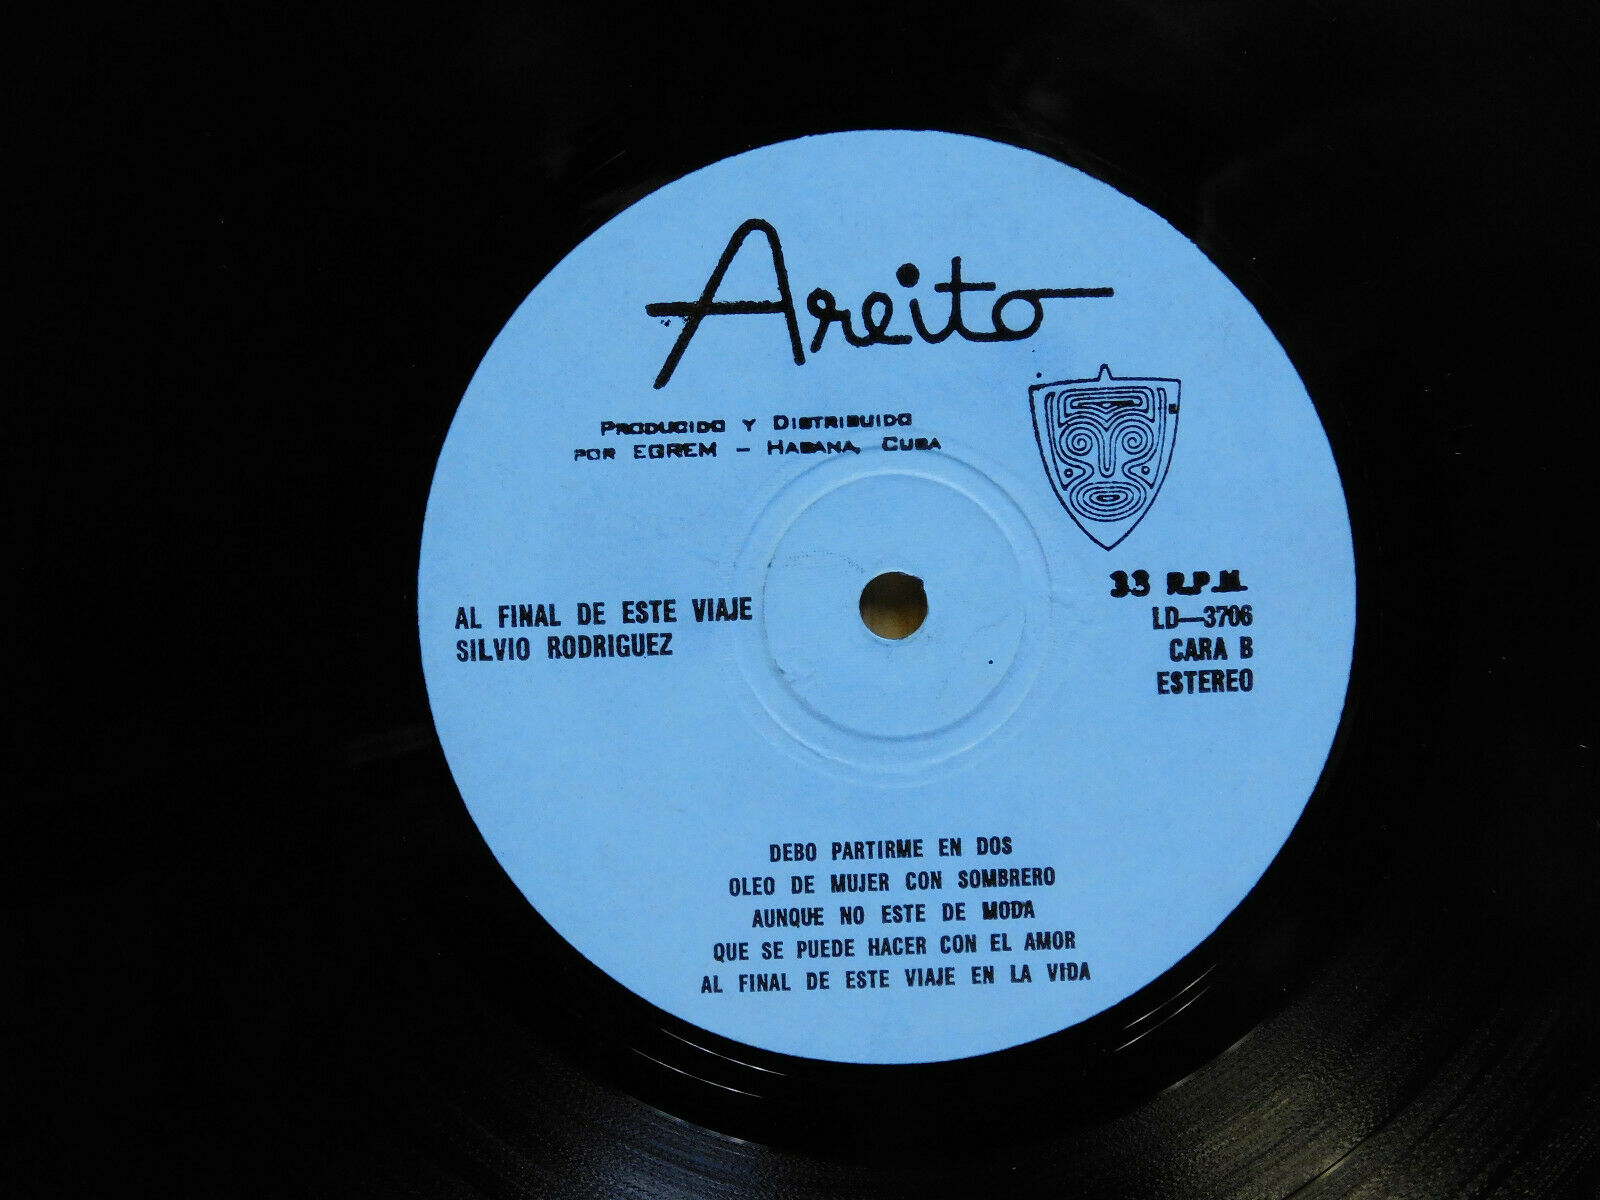 Areito
PRODUCIDO Y DISTRIBUIDO
POR EGREM – HABANA, CUBA
AL FINAL DE ESTE VIAJE
SILVIO RODRIGUEZ
33 R.P.M.
LD—3706
CARA B
ESTEREO
DEBO PARTIRME EN DOS
OLEO DE MUJER CON SOMBRERO
AUNQUE NO ESTE DE MODA
QUE SE PUEDE HACER CON EL AMOR
AL FINAL DE ESTE VIAJE EN LA VIDA